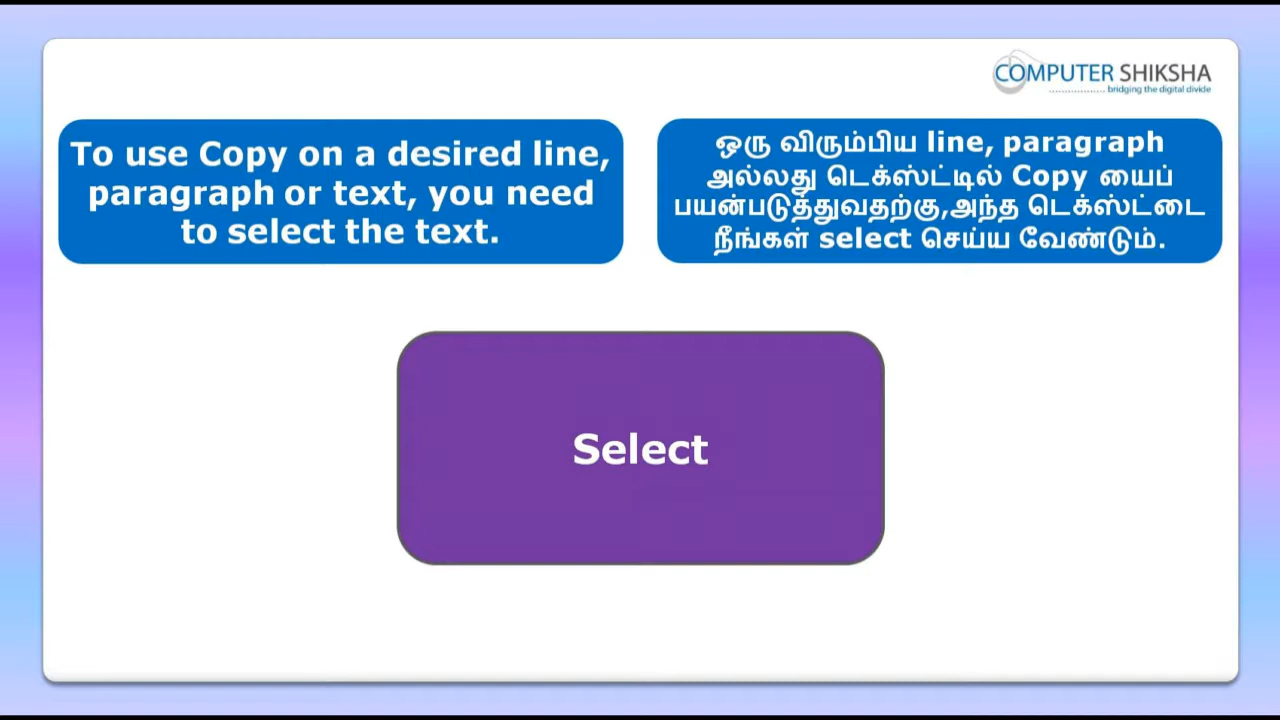 COMPUTER SHIKSHA
bridging the digital divide
To use Copy on a desired line,
paragraph or text, you need
to select the text.
ஒரு விரும்பிய line, paragraph
அல்லது டெக்ஸ்ட்டில் Copy யைப்
பயன்படுத்துவதற்கு,அந்த டெக்ஸ்ட்டை
நீங்கள் select செய்ய வேண்டும்.
Select